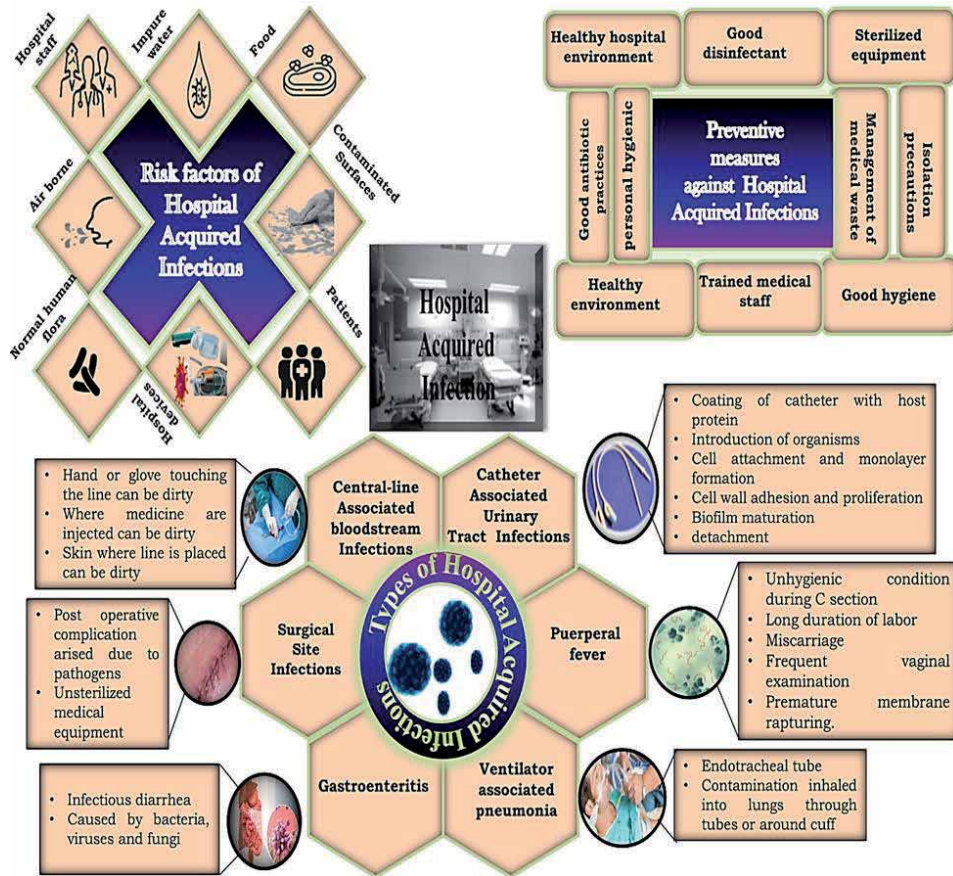 Hospital
staff
Impure
water
Food
Contaminated
Surfaces
Air borne
Normal human
flora
Hospital
devices
Patients
Risk factors of
Hospital
Acquired
Infections
Healthy hospital
environment
Good
disinfectant
Sterilized
equipment
Good antibiotic
practices
personal hygienic
Preventive
measures
against Hospital
Acquired Infections
Management of
medical waste
Isolation
precautions
Healthy
environment
Trained medical
staff
Good hygiene
Hospital
Acquired
Infection
• Hand or glove touching
the line can be dirty
• Where medicine are
injected can be dirty
• Skin where line is placed
can be dirty
Central-line
Associated
bloodstream
Infections
Catheter
Associated
Urinary
Tract Infections
• Coating of catheter with host
protein
• Introduction of organisms
• Cell attachment and monolayer
formation
• Cell wall adhesion and proliferation
• Biofilm maturation
• detachment
• Post operative
complication
arised due to
pathogens
• Unsterilized
medical
equipment
Surgical
Site
Infections
Types of Hospital Acquired Infections
Puerperal
fever
• Unhygienic condition
during C section
• Long duration of labor
• Miscarriage
• Frequent vaginal
examination
• Premature membrane
rapturing.
• Infectious diarrhea
• Caused by bacteria,
viruses and fungi
Gastroenteritis
Ventilator
associated
pneumonia
• Endotracheal tube
• Contamination inhaled
into lungs through
tubes or around cuff